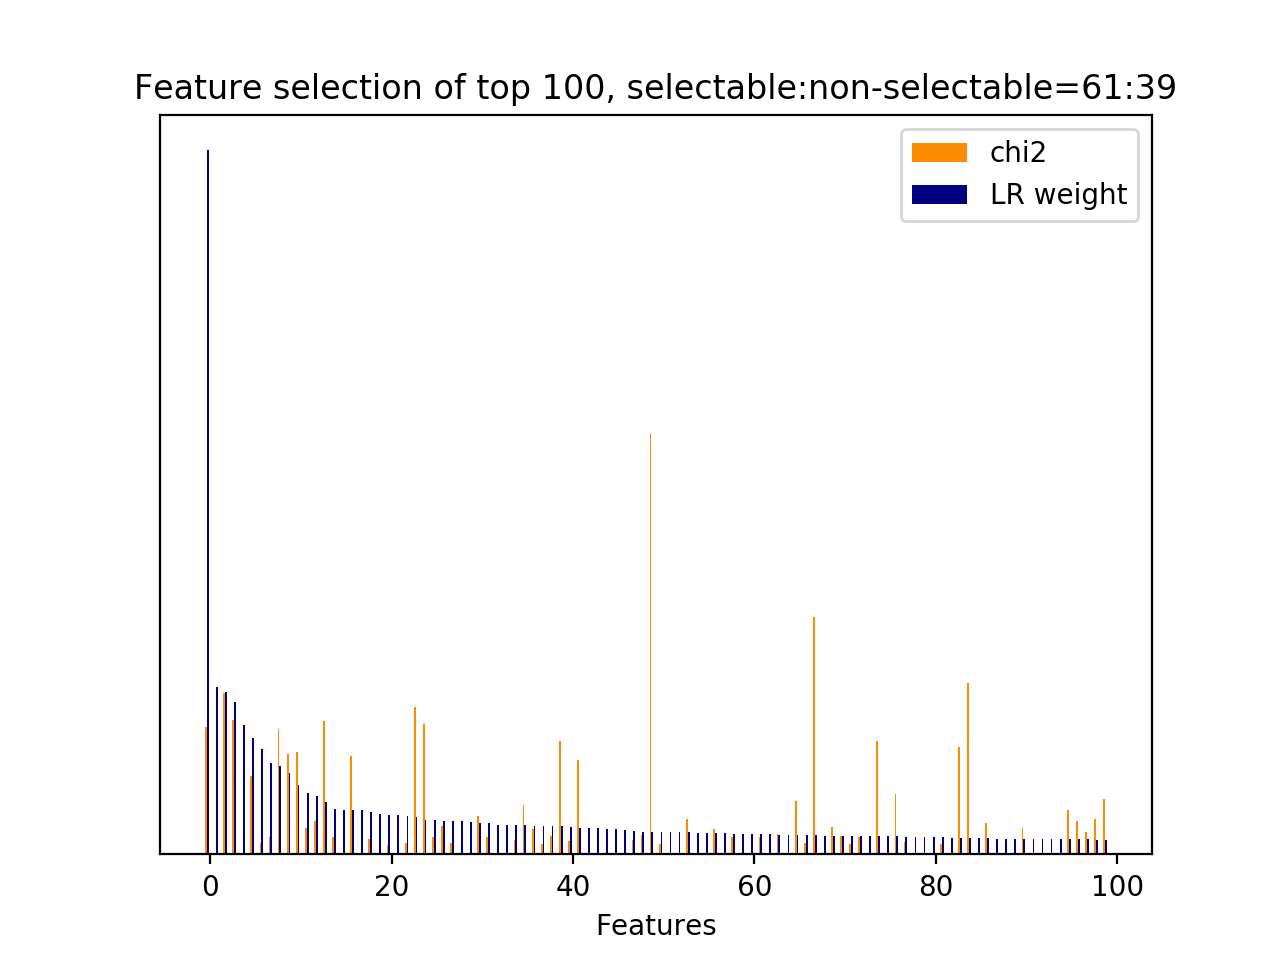 Feature selection of top 100, selectable:non-selectable=61:39
chi2
LR weight
0 20 40 60 80 100
Features